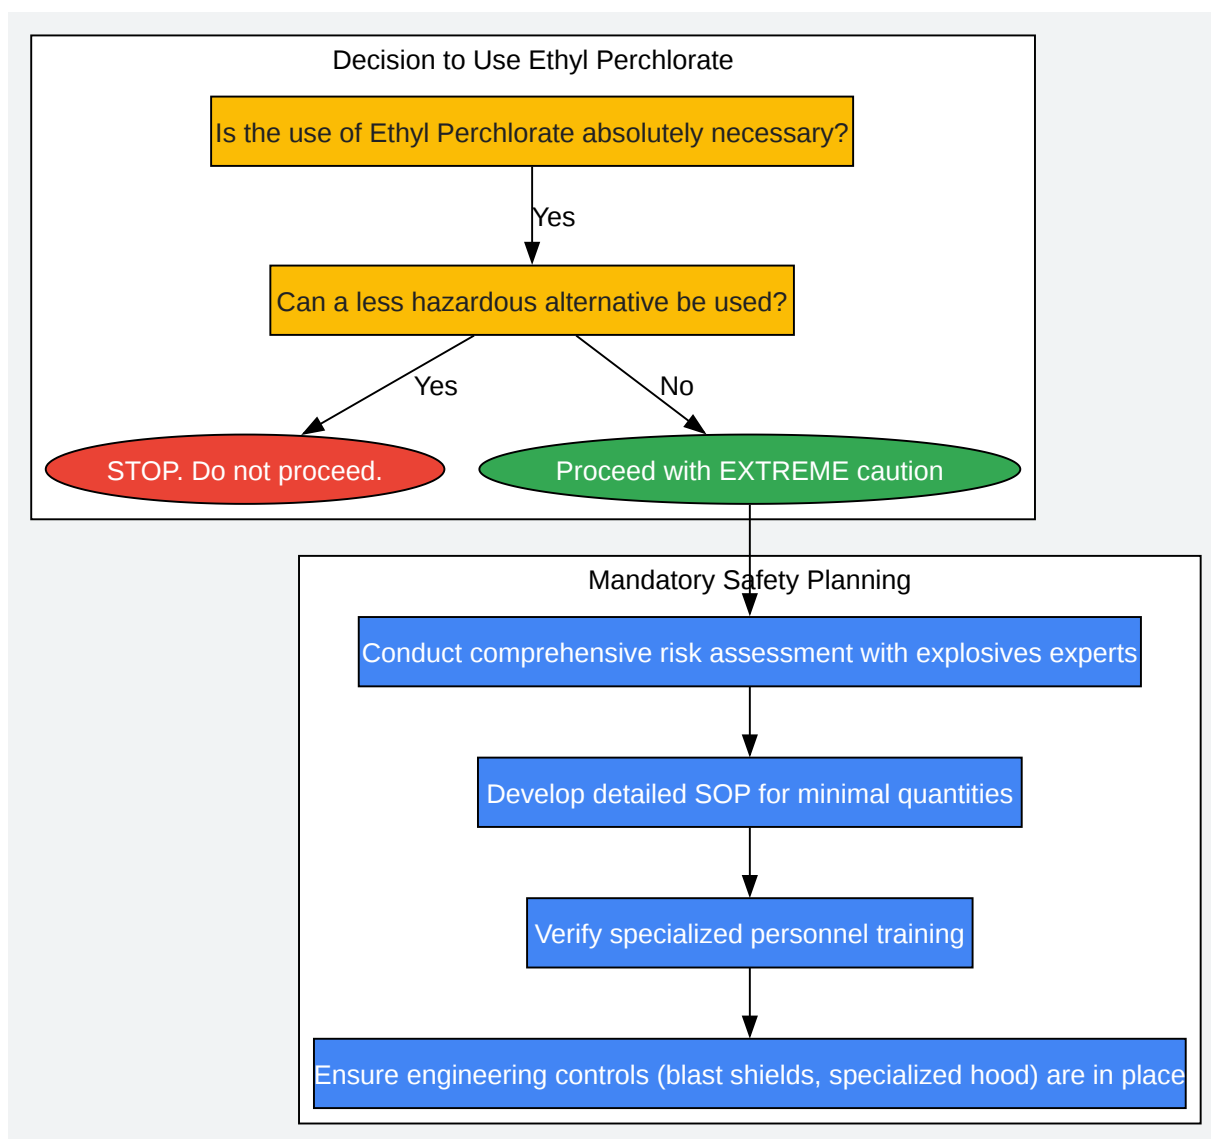 Decision to Use Ethyl Perchlorate
Is the use of Ethyl Perchlorate absolutely necessary?
Yes
Can a less hazardous alternative be used?
Yes
No
STOP. Do not proceed.
Proceed with EXTREME caution
Mandatory Safety Planning
Conduct comprehensive risk assessment with explosives experts
Develop detailed SOP for minimal quantities
Verify specialized personnel training
Ensure engineering controls (blast shields, specialized hood) are in place